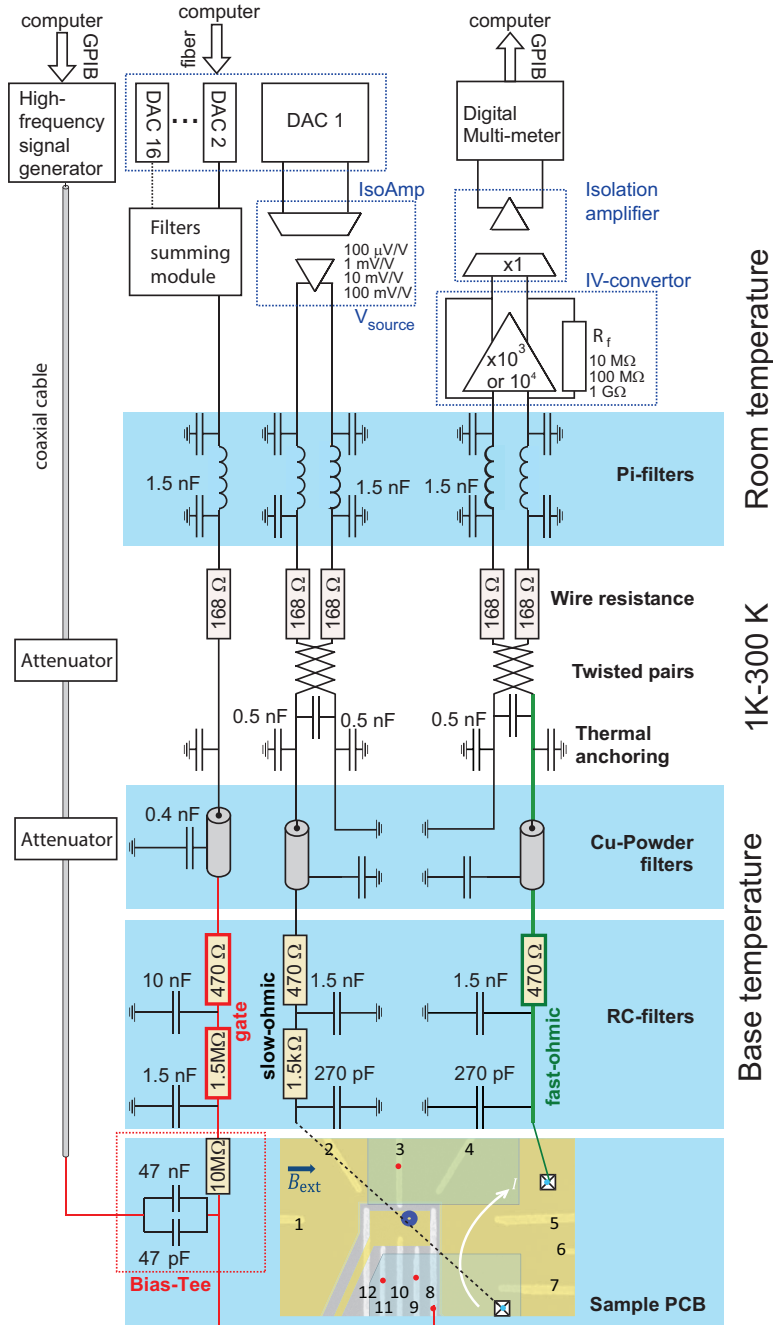 computer
GPIB
High-
frequency
signal
generator
computer
fiber
DAC 16
...
DAC 2
DAC 1
computer
GPIB
Digital
Multi-meter
IsoAmp
Isolation
amplifier
Filters
summing
module
100 μV/V
1 mV/V
10 mV/V
100 mV/V
Vsource
x1
IV-convertor
x10³
or 10⁴
Rf
10 MΩ
100 MΩ
1 GΩ
Room temperature
coaxial cable
1.5 nF
1.5 nF
1.5 nF
Pi-filters
168 Ω
168 Ω
168 Ω
168 Ω
168 Ω
Wire resistance
1K-300 K
Attenuator
Twisted pairs
0.5 nF
0.5 nF
0.5 nF
Thermal
anchoring
Attenuator
0.4 nF
Cu-Powder
filters
Base temperature
470 Ω
470 Ω
470 Ω
10 nF
gate
slow-ohmic
1.5 nF
1.5 nF
fast-ohmic
RC-filters
1.5MΩ
1.5kΩ
1.5 nF
270 pF
270 pF
10MΩ
47 nF
47 pF
Bias-Tee
Bext
I
1
2
3
4
5
6
7
8
9
10
11
12
Sample PCB